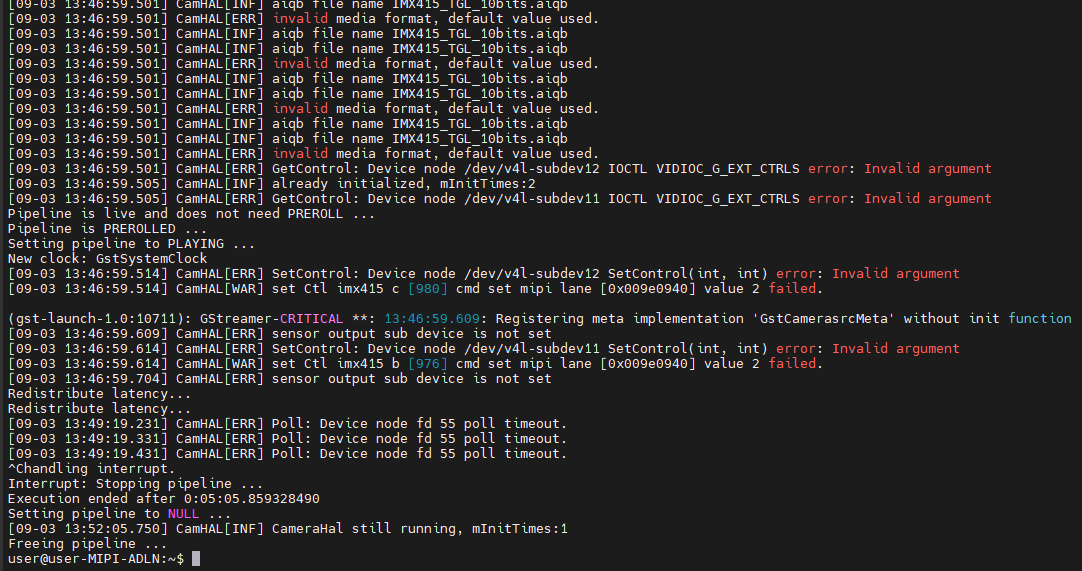 [09-03 13:46:59.501] CamHAL[INF] aiqb file name IMX415_TGL_10bits.aiqb
[09-03 13:46:59.501] CamHAL[ERR] invalid media format, default value used.
[09-03 13:46:59.501] CamHAL[INF] aiqb file name IMX415_TGL_10bits.aiqb
[09-03 13:46:59.501] CamHAL[INF] aiqb file name IMX415_TGL_10bits.aiqb
[09-03 13:46:59.501] CamHAL[ERR] invalid media format, default value used.
[09-03 13:46:59.501] CamHAL[INF] aiqb file name IMX415_TGL_10bits.aiqb
[09-03 13:46:59.501] CamHAL[INF] aiqb file name IMX415_TGL_10bits.aiqb
[09-03 13:46:59.501] CamHAL[ERR] invalid media format, default value used.
[09-03 13:46:59.501] CamHAL[INF] aiqb file name IMX415_TGL_10bits.aiqb
[09-03 13:46:59.501] CamHAL[INF] aiqb file name IMX415_TGL_10bits.aiqb
[09-03 13:46:59.501] CamHAL[ERR] invalid media format, default value used.
[09-03 13:46:59.501] CamHAL[ERR] GetControl: Device node /dev/v4l-subdev12 IOCTL VIDIOC_G_EXT_CTRLS error: Invalid argument
[09-03 13:46:59.505] CamHAL[INF] already initialized, mInitTimes:2
[09-03 13:46:59.505] CamHAL[ERR] GetControl: Device node /dev/v4l-subdev11 IOCTL VIDIOC_G_EXT_CTRLS error: Invalid argument
Pipeline is live and does not need PREROLL ...
Pipeline is PREROLLED ...
Setting pipeline to PLAYING ...
New clock: GstSystemClock
[09-03 13:46:59.514] CamHAL[ERR] SetControl: Device node /dev/v4l-subdev12 SetControl(int, int) error: Invalid argument
[09-03 13:46:59.514] CamHAL[WAR] set Ctl imx415 c [980] cmd set mipi lane [0x009e0940] value 2 failed.
(gst-launch-1.0:10711): GStreamer-CRITICAL **: 13:46:59.609: Registering meta implementation 'GstCamerasrcMeta' without init function
[09-03 13:46:59.609] CamHAL[ERR] sensor output sub device is not set
[09-03 13:46:59.614] CamHAL[ERR] SetControl: Device node /dev/v4l-subdev11 SetControl(int, int) error: Invalid argument
[09-03 13:46:59.614] CamHAL[WAR] set Ctl imx415 b [976] cmd set mipi lane [0x009e0940] value 2 failed.
[09-03 13:46:59.704] CamHAL[ERR] sensor output sub device is not set
Redistribute latency...
Redistribute latency...
[09-03 13:49:19.231] CamHAL[ERR] Poll: Device node fd 55 poll timeout.
[09-03 13:49:19.331] CamHAL[ERR] Poll: Device node fd 55 poll timeout.
[09-03 13:49:19.431] CamHAL[ERR] Poll: Device node fd 55 poll timeout.
^Chandling interrupt.
Interrupt: Stopping pipeline ...
Execution ended after 0:05:05.859328490
Setting pipeline to NULL ...
[09-03 13:52:05.750] CamHAL[INF] CameraHal still running, mInitTimes:1
Freeing pipeline ...
user@user-MIPI-ADLN:~$